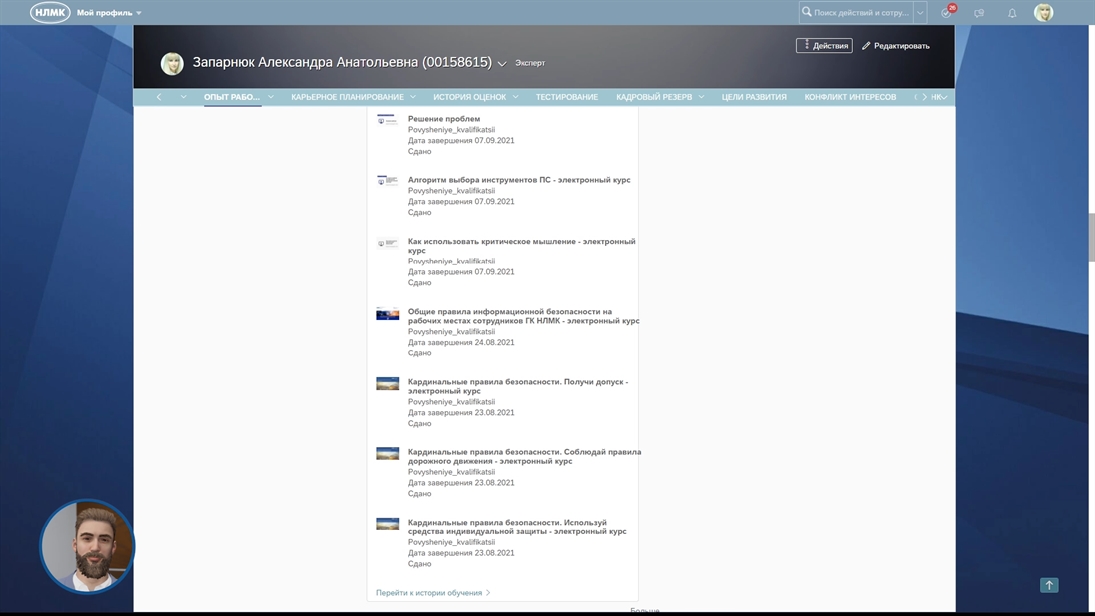 НЛМК Мой профиль Поиск действий и сотру... 26
Запарнюк Александра Анатольевна (00158615) Эксперт Действия Редактировать
ОПЫТ РАБО... КАРЬЕРНОЕ ПЛАНИРОВАНИЕ ИСТОРИЯ ОЦЕНОК ТЕСТИРОВАНИЕ КАДРОВЫЙ РЕЗЕРВ ЦЕЛИ РАЗВИТИЯ КОНФЛИКТ ИНТЕРЕСОВ
Решение проблем
Povysheniye_kvalifikatsii
Дата завершения 07.09.2021
Сдано
Алгоритм выбора инструментов ПС - электронный курс
Povysheniye_kvalifikatsii
Дата завершения 07.09.2021
Сдано
Как использовать критическое мышление - электронный
курс
Povysheniye_kvalifikatsii
Дата завершения 07.09.2021
Сдано
Общие правила информационной безопасности на
рабочих местах сотрудников ГК НЛМК - электронный курс
Povysheniye_kvalifikatsii
Дата завершения 24.08.2021
Сдано
Кардинальные правила безопасности. Получи допуск -
электронный курс
Povysheniye_kvalifikatsii
Дата завершения 23.08.2021
Сдано
Кардинальные правила безопасности. Соблюдай правила
дорожного движения - электронный курс
Povysheniye_kvalifikatsii
Дата завершения 23.08.2021
Сдано
Кардинальные правила безопасности. Используй
средства индивидуальной защиты - электронный курс
Povysheniye_kvalifikatsii
Дата завершения 23.08.2021
Сдано
Перейти к истории обучения
Больше